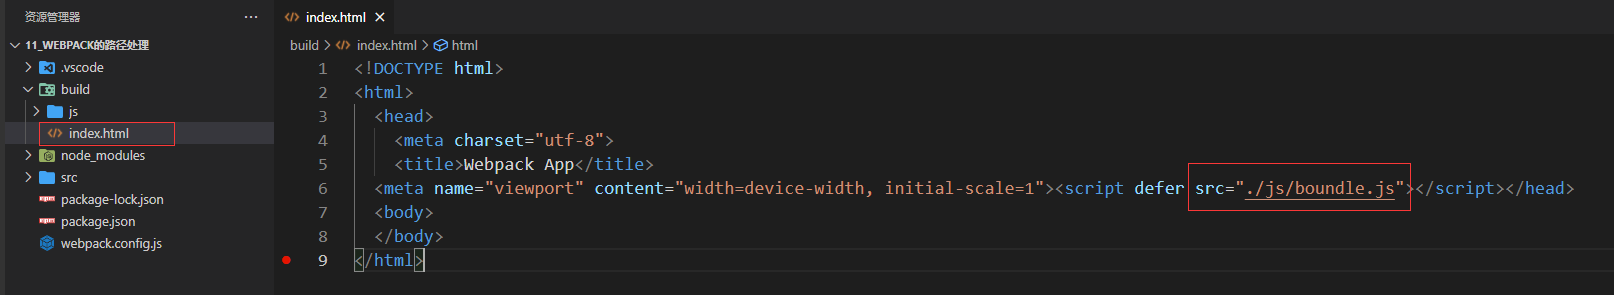 资源管理器
···
11_WEBPACK的路径处理
.vscode
build
js
index.html
node_modules
src
package-lock.json
package.json
webpack.config.js
index.html
build > index.html > html
1 <!DOCTYPE html>
2 <html>
3 <head>
4 <meta charset="utf-8">
5 <title>Webpack App</title>
6 <meta name="viewport" content="width=device-width, initial-scale=1"><script defer src="./js/boundle.js"></script></head>
7 <body>
8 </body>
9 </html>